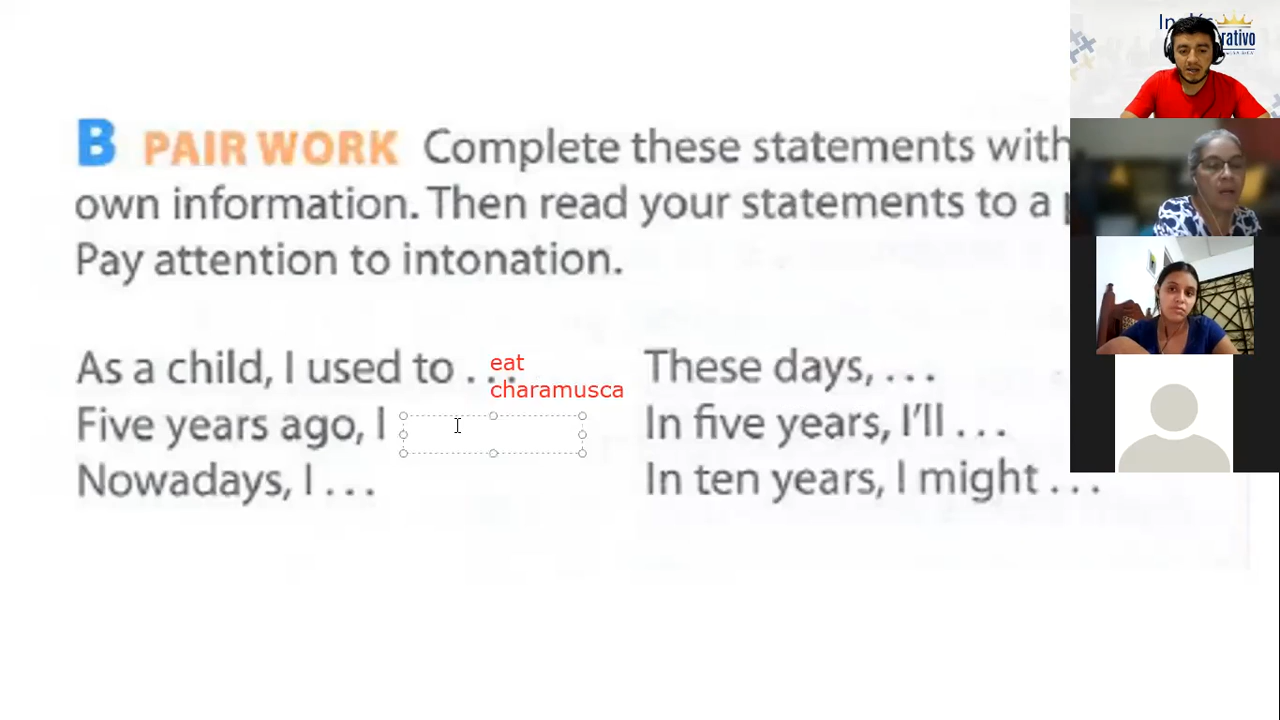 B PAIR WORK Complete these statements with
own information. Then read your statements to a
Pay attention to intonation.
As a child, I used to . . . eat
charamusca
Five years ago, I
Nowadays, I . . .
These days, . . .
In five years, I'll . . .
In ten years, I might . . .
rativo